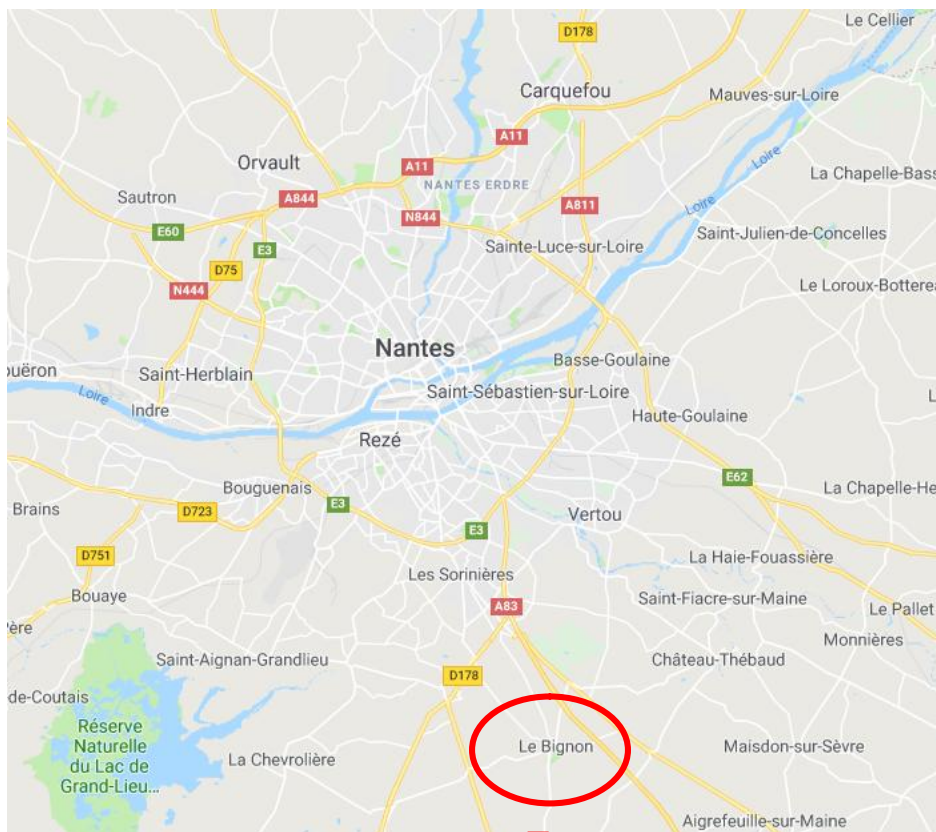 Le Cellier
D178
Carquefou
Mauves-sur-Loire
A11
Orvault
A11
Loire
La Chapelle-Bass
NANTES ERDRE
Sautron
A844
A811
Loire
N844
E60
Saint-Julien-de-Concelles
Sainte-Luce-sur-Loire
E3
D75
N444
Le Loroux-Botterea
Nantes
Basse-Goulaine
ouëron
Saint-Herblain
Loire
Saint-Sébastien-sur-Loire
L
Indre
Haute-Goulaine
Rezé
E62
Bouguenais
La Chapelle-He
E3
Brains
D723
Vertou
E3
D751
La Haie-Fouassière
Les Sorinières
Bouaye
Saint-Fiacre-sur-Maine
A83
Le Pallet
Père
Monnières
Saint-Aignan-Grandlieu
Château-Thébaud
D178
-de-Coutais
Réserve
Naturelle
du Lac de
Grand-Lieu...
Le Bignon
Maisdon-sur-Sèvre
La Chevrolière
Aigrefeuille-sur-Maine